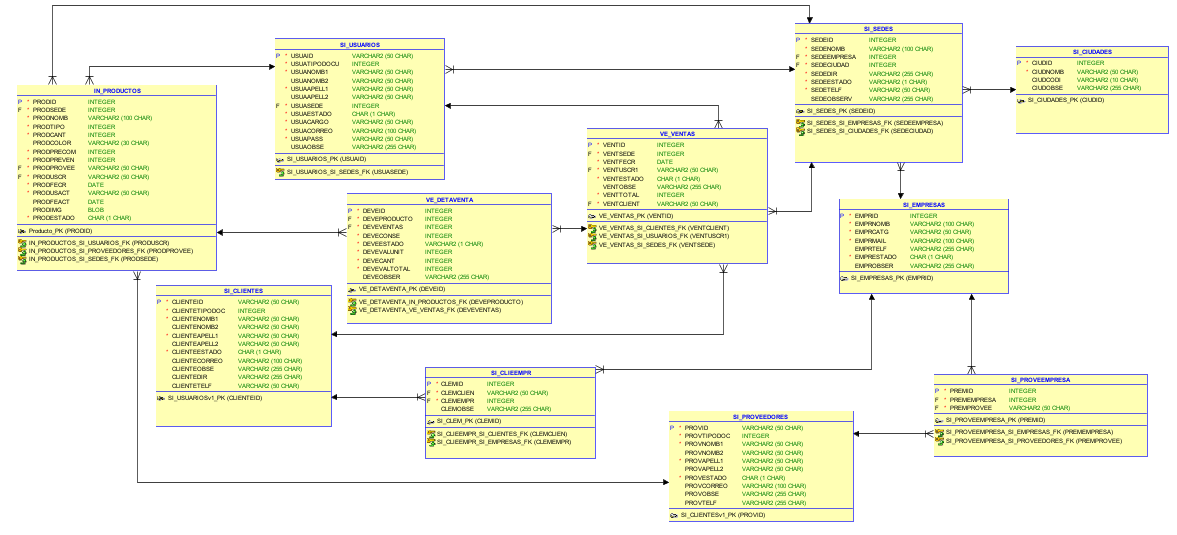 SI_USUARIOS
P * USUAID VARCHAR2 (50 CHAR)
* USUATIPODOCU INTEGER
* USUANOMB1 VARCHAR2 (50 CHAR)
USUANOMB2 VARCHAR2 (50 CHAR)
* USUAAPELL1 VARCHAR2 (50 CHAR)
USUAAPELL2 VARCHAR2 (50 CHAR)
F * USUASEDE INTEGER
* USUAESTADO CHAR (1 CHAR)
* USUACARGO VARCHAR2 (50 CHAR)
* USUACORREO VARCHAR2 (100 CHAR)
* USUAPASS VARCHAR2 (50 CHAR)
USUAOBSE VARCHAR2 (255 CHAR)
SI_USUARIOS_PK (USUAID)
SI_USUARIOS_SI_SEDES_FK (USUASEDE)
SI_SEDES
P * SEDEID INTEGER
* SEDENOMB VARCHAR2 (100 CHAR)
F * SEDEEMPRESA INTEGER
F * SEDECIUDAD INTEGER
* SEDEDIR VARCHAR2 (255 CHAR)
* SEDEESTADO VARCHAR2 (1 CHAR)
* SEDETELF VARCHAR2 (50 CHAR)
SEDEOBSERV VARCHAR2 (255 CHAR)
SI_SEDES_PK (SEDEID)
SI_SEDES_SI_EMPRESAS_FK (SEDEEMPRESA)
SI_SEDES_SI_CIUDADES_FK (SEDECIUDAD)
SI_CIUDADES
P * CIUDID INTEGER
* CIUDNOMB VARCHAR2 (50 CHAR)
CIUDCODI VARCHAR2 (10 CHAR)
CIUDOBSE VARCHAR2 (255 CHAR)
SI_CIUDADES_PK (CIUDID)
IN_PRODUCTOS
P * PRODID INTEGER
F * PRODSEDE INTEGER
* PRODNOMB VARCHAR2 (100 CHAR)
* PRODTIPO INTEGER
* PRODCANT INTEGER
PRODCOLOR VARCHAR2 (30 CHAR)
* PRODPRECOM INTEGER
* PRODPREVEN INTEGER
F * PRODPROVEE VARCHAR2 (50 CHAR)
F * PRODUSCR VARCHAR2 (50 CHAR)
* PRODFECR DATE
* PRODUSACT VARCHAR2 (50 CHAR)
PRODFEACT DATE
PRODIMG BLOB
* PRODESTADO CHAR (1 CHAR)
Producto_PK (PRODID)
IN_PRODUCTOS_SI_USUARIOS_FK (PRODUSCR)
IN_PRODUCTOS_SI_PROVEEDORES_FK (PRODPROVEE)
IN_PRODUCTOS_SI_SEDES_FK (PRODSEDE)
VE_VENTAS
P * VENTID INTEGER
F * VENTSEDE INTEGER
* VENTFECR DATE
F * VENTUSCR1 VARCHAR2 (50 CHAR)
* VENTESTADO CHAR (1 CHAR)
VENTOBSE VARCHAR2 (255 CHAR)
* VENTTOTAL INTEGER
F * VENTCLIENT VARCHAR2 (50 CHAR)
VE_VENTAS_PK (VENTID)
VE_VENTAS_SI_CLIENTES_FK (VENTCLIENT)
VE_VENTAS_SI_USUARIOS_FK (VENTUSCR1)
VE_VENTAS_SI_SEDES_FK (VENTSEDE)
VE_DETAVENTA
P * DEVEID INTEGER
F * DEVEPRODUCTO INTEGER
F * DEVEVENTAS INTEGER
* DEVECONSE INTEGER
* DEVEESTADO VARCHAR2 (1 CHAR)
* DEVEVALUNIT INTEGER
* DEVECANT INTEGER
* DEVEVALTOTAL INTEGER
DEVEOBSER VARCHAR2 (255 CHAR)
VE_DETAVENTA_PK (DEVEID)
VE_DETAVENTA_IN_PRODUCTOS_FK (DEVEPRODUCTO)
VE_DETAVENTA_VE_VENTAS_FK (DEVEVENTAS)
SI_EMPRESAS
P * EMPRID INTEGER
* EMPRNOMB VARCHAR2 (100 CHAR)
* EMPRCATG VARCHAR2 (50 CHAR)
* EMPRMAIL VARCHAR2 (100 CHAR)
EMPRTELF VARCHAR2 (255 CHAR)
* EMPRESTADO CHAR (1 CHAR)
EMPROBSER VARCHAR2 (255 CHAR)
SI_EMPRESAS_PK (EMPRID)
SI_CLIENTES
P * CLIENTEID VARCHAR2 (50 CHAR)
* CLIENTETIPODOC INTEGER
* CLIENTENOMB1 VARCHAR2 (50 CHAR)
CLIENTENOMB2 VARCHAR2 (50 CHAR)
* CLIENTEAPELL1 VARCHAR2 (50 CHAR)
CLIENTEAPELL2 VARCHAR2 (50 CHAR)
* CLIENTEESTADO CHAR (1 CHAR)
CLIENTECORREO VARCHAR2 (100 CHAR)
CLIENTEOBSE VARCHAR2 (255 CHAR)
CLIENTEDIR VARCHAR2 (255 CHAR)
CLIENTETELF VARCHAR2 (50 CHAR)
SI_USUARIOSv1_PK (CLIENTEID)
SI_CLIEEMPR
P * CLEMID INTEGER
F * CLEMCLIEN VARCHAR2 (50 CHAR)
F * CLEMEMPR INTEGER
CLEMOBSE VARCHAR2 (255 CHAR)
SI_CLEM_PK (CLEMID)
SI_CLIEEMPR_SI_CLIENTES_FK (CLEMCLIEN)
SI_CLIEEMPR_SI_EMPRESAS_FK (CLEMEMPR)
SI_PROVEEMPRESA
P * PREMID INTEGER
F * PREMEMPRESA INTEGER
F * PREMPROVEE VARCHAR2 (50 CHAR)
SI_PROVEEMPRESA_PK (PREMID)
SI_PROVEEMPRESA_SI_EMPRESAS_FK (PREMEMPRESA)
SI_PROVEEMPRESA_SI_PROVEEDORES_FK (PREMPROVEE)
SI_PROVEEDORES
P * PROVID VARCHAR2 (50 CHAR)
* PROVTIPODOC INTEGER
* PROVNOMB1 VARCHAR2 (50 CHAR)
PROVNOMB2 VARCHAR2 (50 CHAR)
* PROVAPELL1 VARCHAR2 (50 CHAR)
PROVAPELL2 VARCHAR2 (50 CHAR)
* PROVESTADO CHAR (1 CHAR)
PROVCORREO VARCHAR2 (100 CHAR)
PROVOBSE VARCHAR2 (255 CHAR)
PROVTELF VARCHAR2 (255 CHAR)
SI_CLIENTESv1_PK (PROVID)